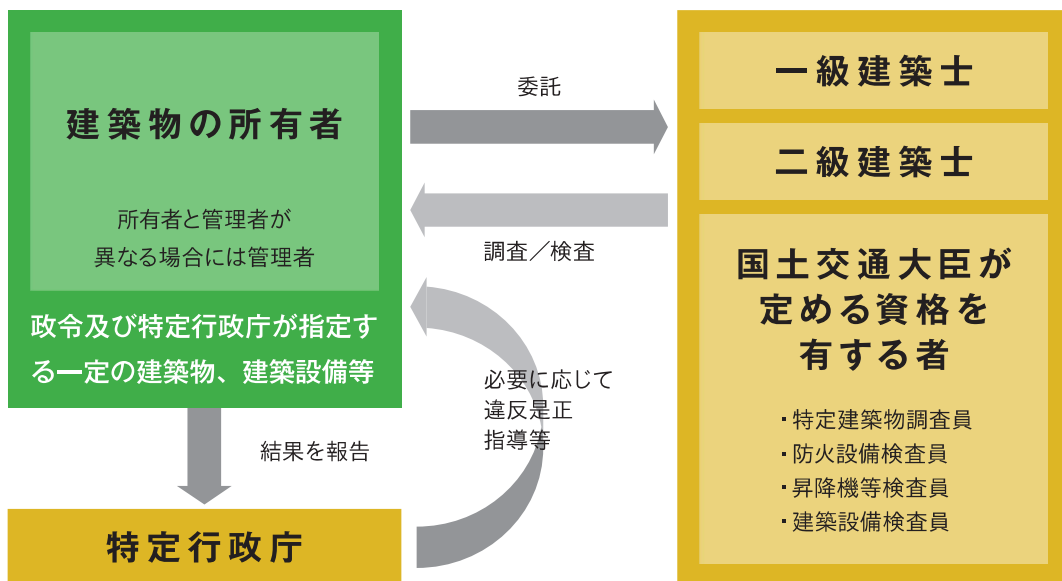 建築物の所有者
所有者と管理者が
異なる場合には管理者
政令及び特定行政庁が指定す
る一定の建築物、建築設備等
委託
調査／検査
必要に応じて
違反是正
指導等
結果を報告
特定行政庁
一級建築士
二級建築士
国土交通大臣が
定める資格を
有する者
・特定建築物調査員
・防火設備検査員
・昇降機等検査員
・建築設備検査員